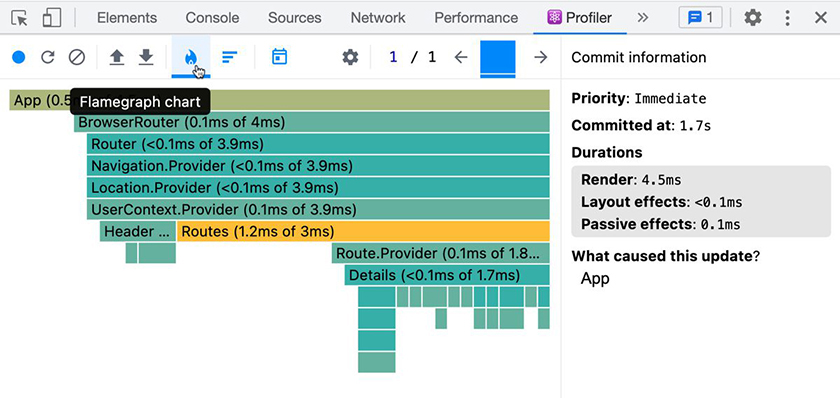 Elements Console Sources Network Performance Profiler 1
1 / 1
Commit information
Flamegraph chart
App (0.5
BrowserRouter (0.1ms of 4ms)
Router (<0.1ms of 3.9ms)
Navigation.Provider (<0.1ms of 3.9ms)
Location.Provider (<0.1ms of 3.9ms)
UserContext.Provider (0.1ms of 3.9ms)
Header ... Routes (1.2ms of 3ms)
Route.Provider (0.1ms of 1.8...
Details (<0.1ms of 1.7ms)
Priority: Immediate
Committed at: 1.7s
Durations
Render: 4.5ms
Layout effects: <0.1ms
Passive effects: 0.1ms
What caused this update?
App